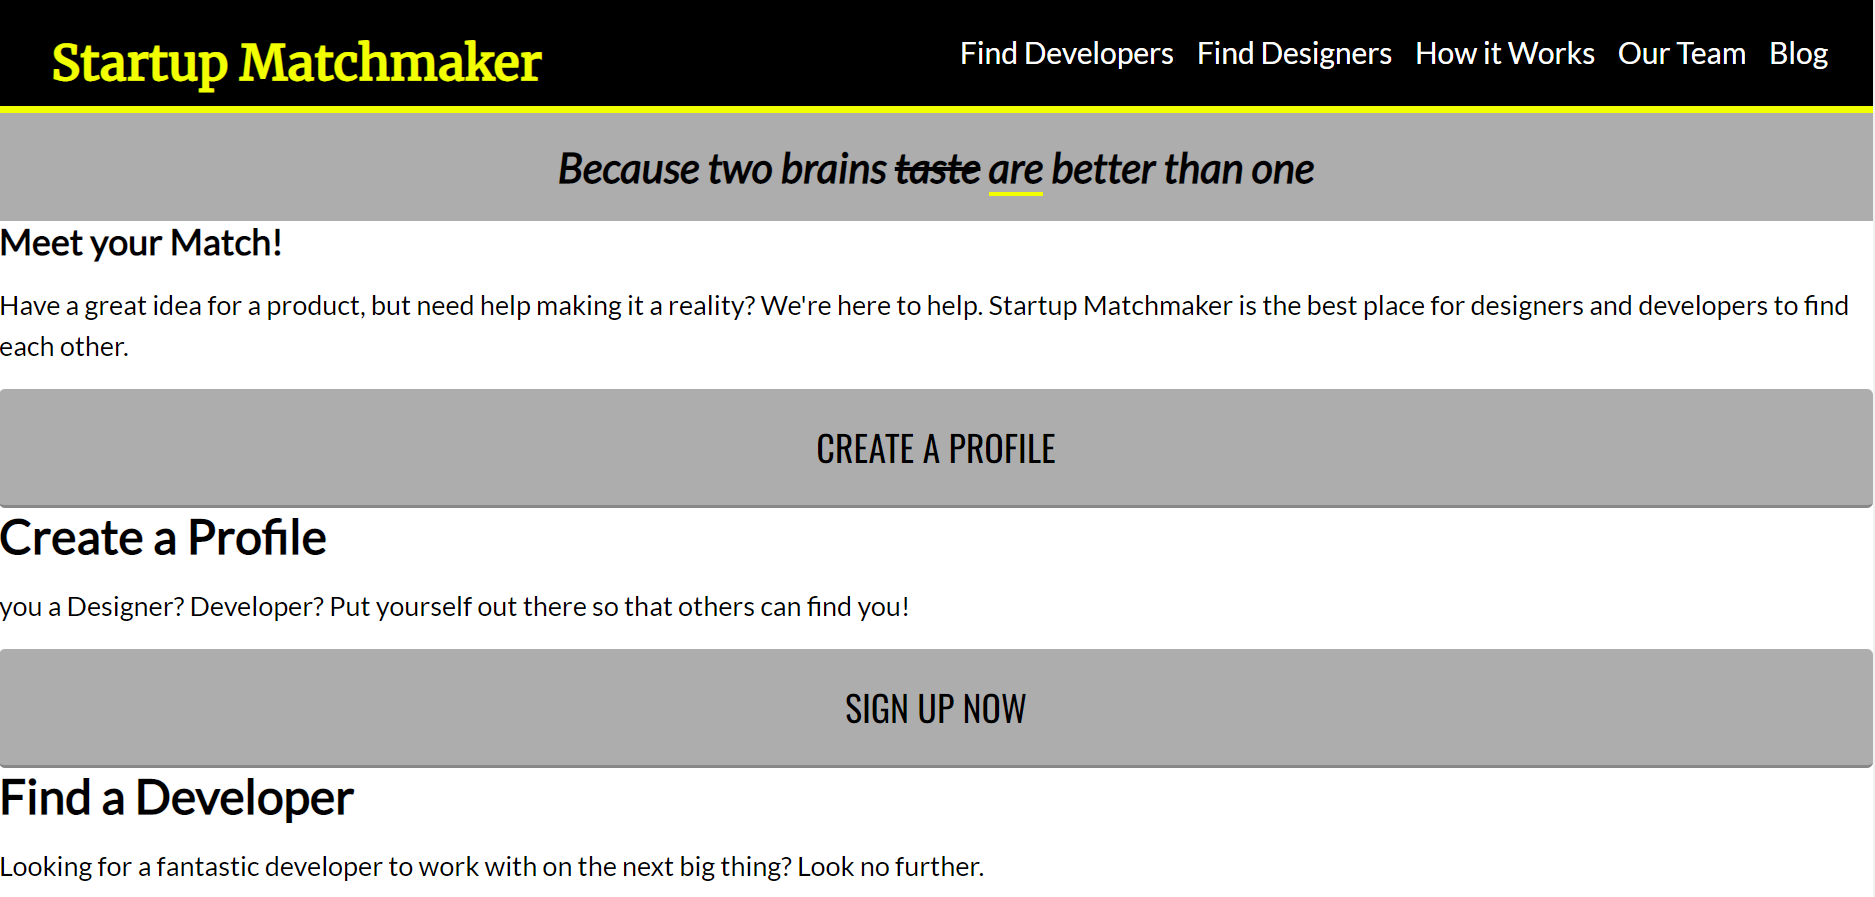 Startup Matchmaker
Find Developers Find Designers How it Works Our Team Blog
Because two brains taste are better than one
Meet your Match!
Have a great idea for a product, but need help making it a reality? We're here to help. Startup Matchmaker is the best place for designers and developers to find
each other.
CREATE A PROFILE
Create a Profile
you a Designer? Developer? Put yourself out there so that others can find you!
SIGN UP NOW
Find a Developer
Looking for a fantastic developer to work with on the next big thing? Look no further.